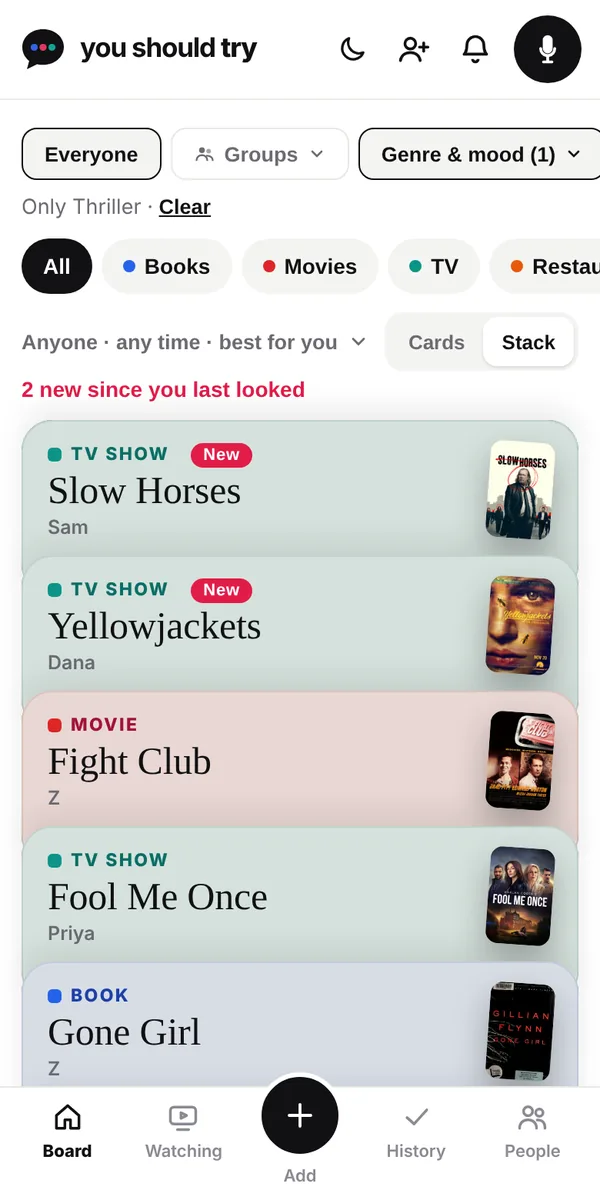 you should try
Everyone
Groups
Genre & mood (1)
Only Thriller · Clear
All
Books
Movies
TV
Restau
Anyone · any time · best for you
Cards
Stack
2 new since you last looked
TV SHOW
New
Slow Horses
Sam
SLOW HORSES
TV SHOW
New
Yellowjackets
Dana
Yellowjackets
MOVIE
Fight Club
Z
FIGHT CLUB
TV SHOW
Fool Me Once
Priya
FOOL ME ONCE
BOOK
Gone Girl
Z
GILLIAN
FLYNN
GONE GIRL
Board
Watching
Add
History
People